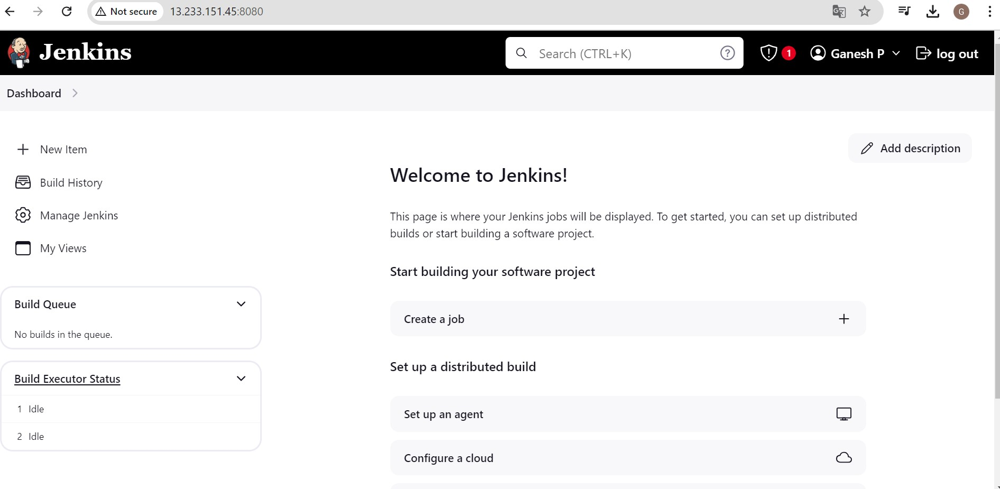 Not secure 13.233.151.45:8080 G
Jenkins
Search (CTRL+K) ? 1 Ganesh P log out
Dashboard
New Item
Build History
Manage Jenkins
My Views
Build Queue
No builds in the queue.
Build Executor Status
1 Idle
2 Idle
Add description
Welcome to Jenkins!
This page is where your Jenkins jobs will be displayed. To get started, you can set up distributed
builds or start building a software project.
Start building your software project
Create a job
Set up a distributed build
Set up an agent
Configure a cloud